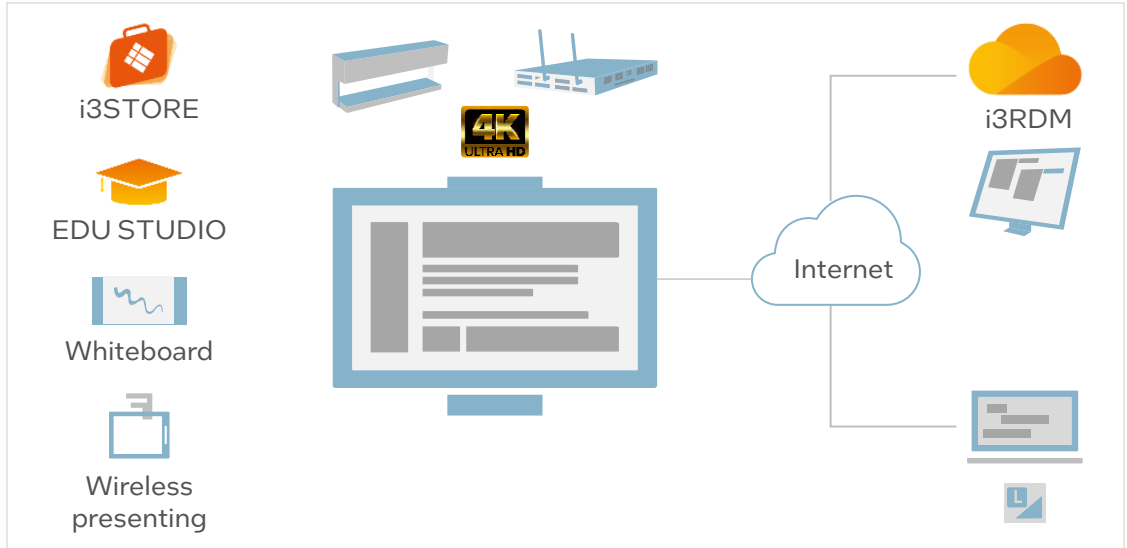 i3STORE
EDU STUDIO
Whiteboard
Wireless
presenting
4K
ULTRA HD
Internet
i3RDM
L